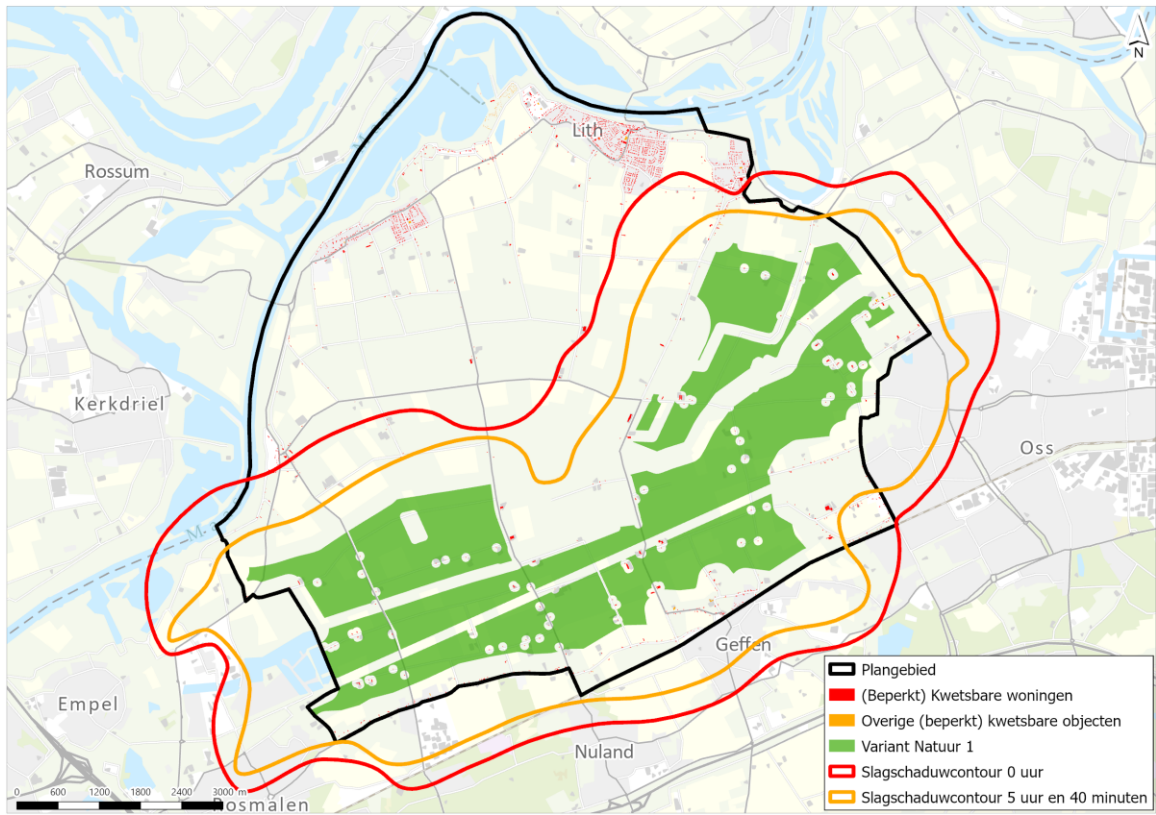 N
Lith
Rossum
Kerkdriel
Oss
M.
Geffen
Empel
Nuland
Rosmalen
0 600 1200 1800 2400 3000 m
Plangebied
(Beperkt) Kwetsbare woningen
Overige (beperkt) kwetsbare objecten
Variant Natuur 1
Slagschaduwcontour 0 uur
Slagschaduwcontour 5 uur en 40 minuten